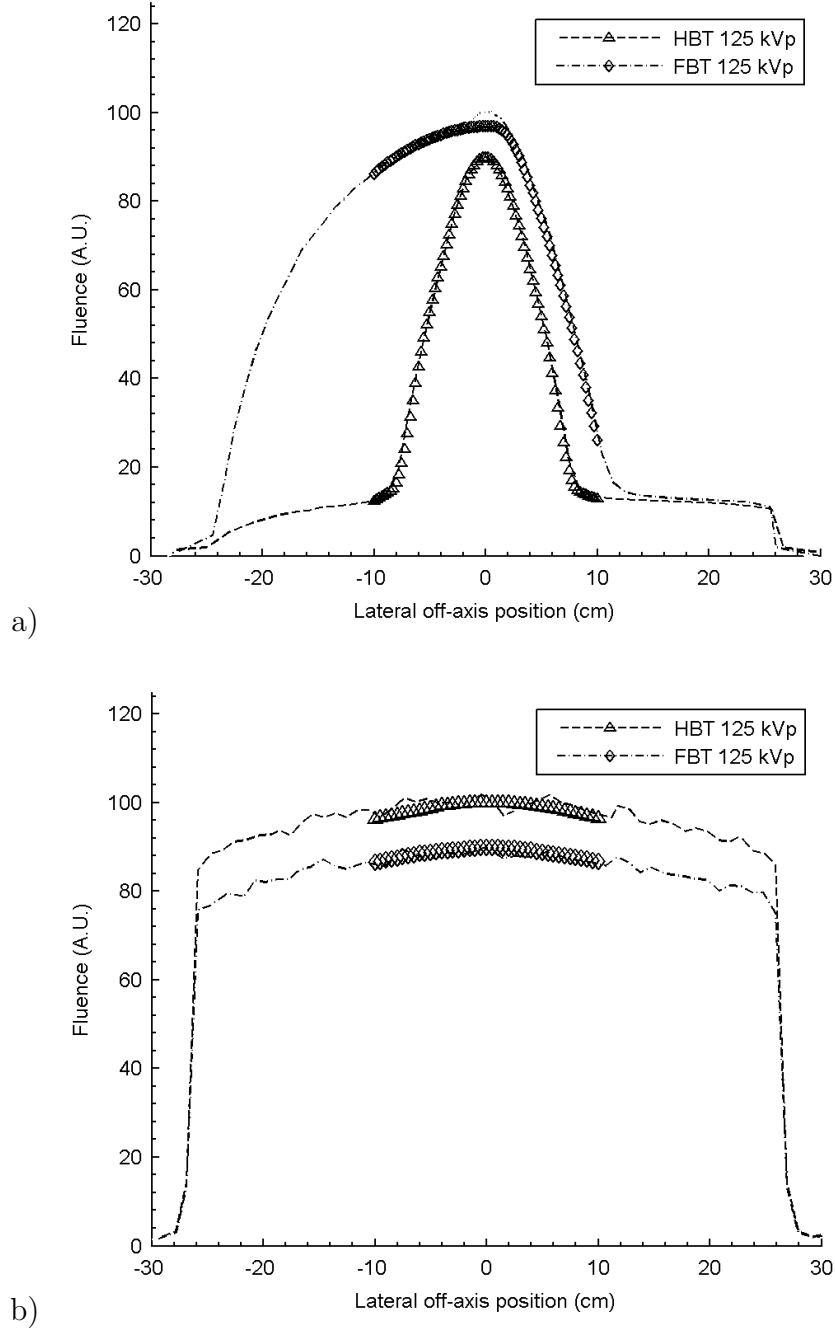 120
100
80
60
40
20
0
Fluence (A.U.)
HBT 125 kVp
FBT 125 kVp
-30 -20 -10 0 10 20 30
Lateral off-axis position (cm)
a)
120
100
80
60
40
20
0
Fluence (A.U.)
HBT 125 kVp
FBT 125 kVp
-30 -20 -10 0 10 20 30
Lateral off-axis position (cm)
b)